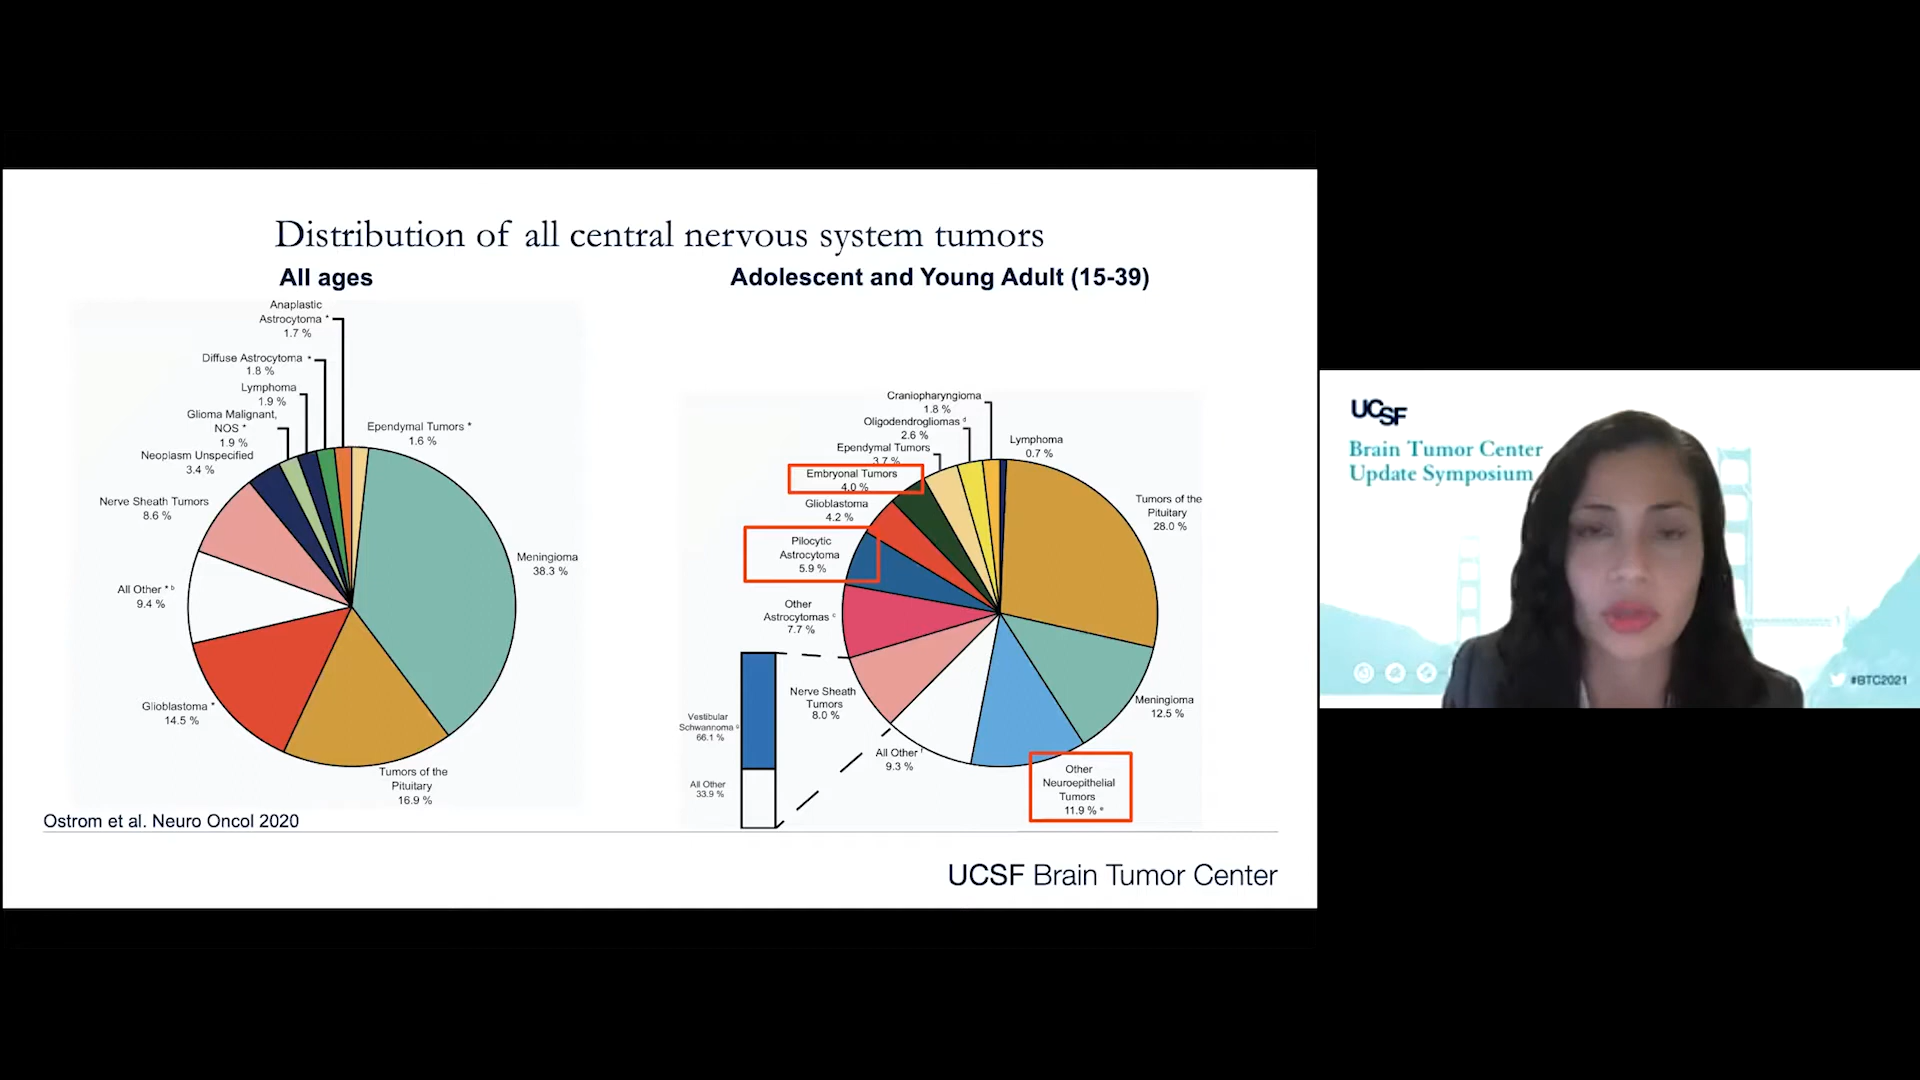 Distribution of all central nervous system tumors
All ages
Anaplastic
Astrocytoma *
1.7 %
Diffuse Astrocytoma *
1.8 %
Lymphoma
1.9 %
Glioma Malignant,
NOS *
1.9 %
Neoplasm Unspecified
3.4 %
Nerve Sheath Tumors
8.6 %
All Other * b
9.4 %
Glioblastoma *
14.5 %
Tumors of the
Pituitary
16.9 %
Meningioma
38.3 %
Ependymal Tumors *
1.6 %
Adolescent and Young Adult (15-39)
Craniopharyngioma
1.8 %
Oligodendrogliomas d
2.6 %
Ependymal Tumors
3.7 %
Embryonal Tumors
4.0 %
Glioblastoma
4.2 %
Pilocytic
Astrocytoma
5.9 %
Other
Astrocytomas c
7.7 %
Nerve Sheath
Tumors
8.0 %
Vestibular
Schwannoma
66.1 %
All Other
33.9 %
All Other f
9.3 %
Other
Neuroepithelial
Tumors
11.9 % e
Meningioma
12.5 %
Tumors of the
Pituitary
28.0 %
Lymphoma
0.7 %
Ostrom et al. Neuro Oncol 2020
UCSF Brain Tumor Center
UCSF
Brain Tumor Center
Update Symposium
#BTC2021